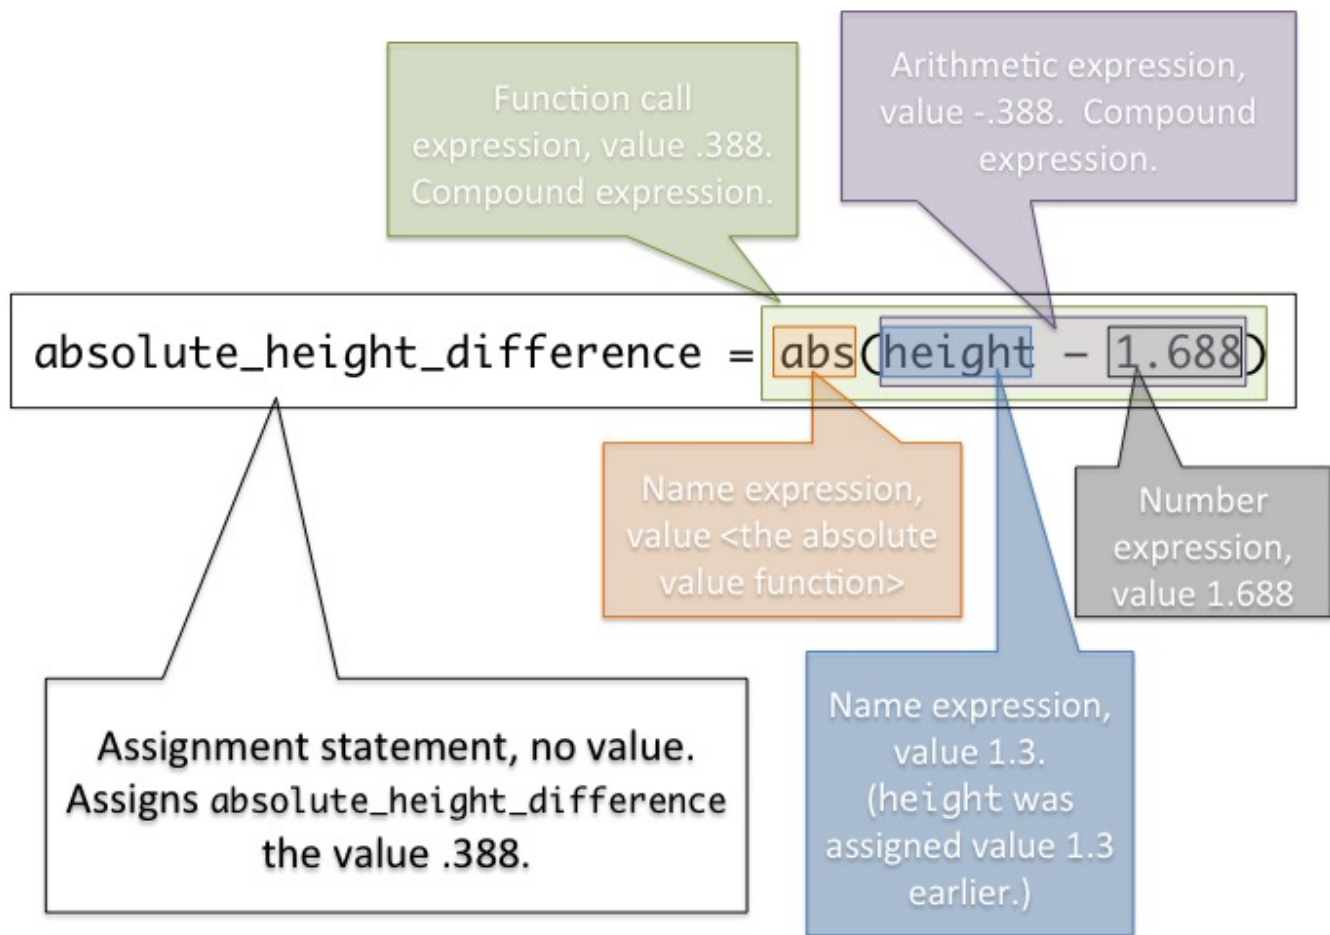 Function call
expression, value .388.
Compound expression.
Arithmetic expression,
value -.388.  Compound
expression.
absolute_height_difference = abs(height - 1.688)
Name expression,
value <the absolute
value function>
Number
expression,
value 1.688
Assignment statement, no value.
Assigns absolute_height_difference
the value .388.
Name expression,
value 1.3.
(height was
assigned value 1.3
earlier.)